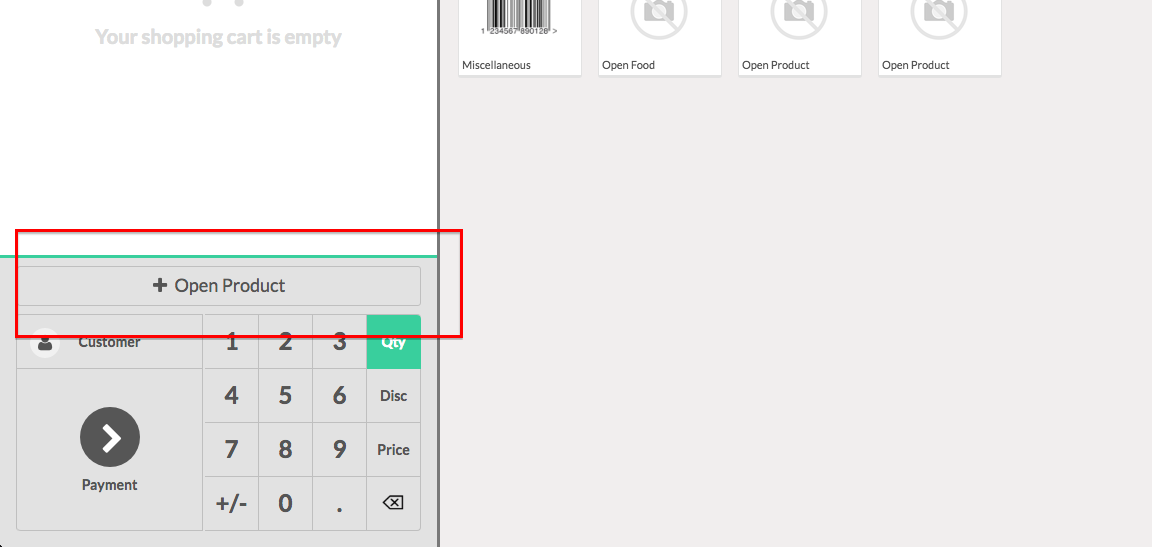 Your shopping cart is empty
1 234567 890128 >
Miscellaneous
Open Food
Open Product
Open Product
+ Open Product
Customer
1
2
3
Qty
4
5
6
Disc
7
8
9
Price
Payment
+/-
0
.